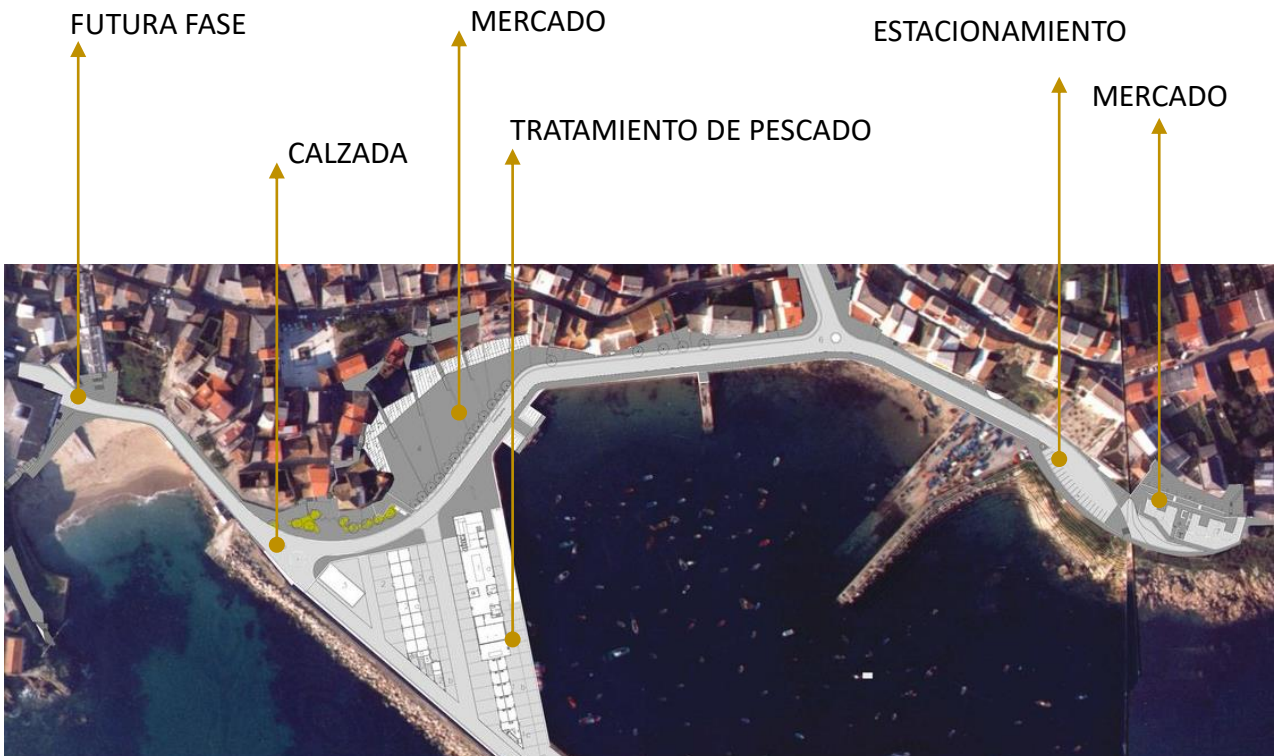 FUTURA FASE
MERCADO
ESTACIONAMIENTO
MERCADO
TRATAMIENTO DE PESCADO
CALZADA